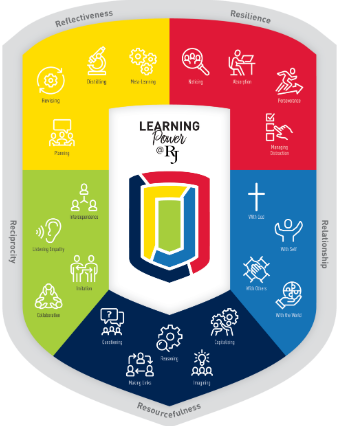 Reflectiveness
Resilience
Revising
Distilling
Meta Learning
Planning
Noticing
Absorption
Perseverance
Managing
Distraction
LEARNING
Power
@ RJ
Reciprocity
Interdependence
Listening Empathy
Imitation
Collaboration
Relationship
With God
With Self
With Others
With the World
Questioning
Reasoning
Capitalising
Making Links
Imagining
Resourcefulness